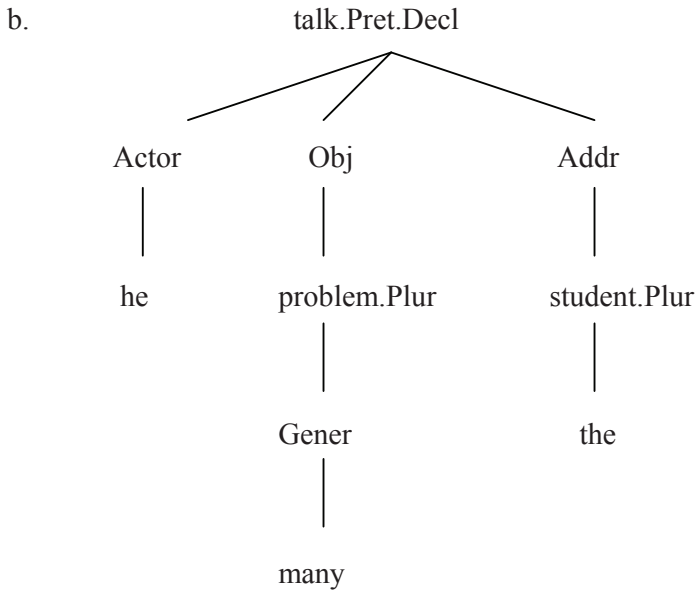 b. talk.Pret.Decl
Actor Obj Addr
he problem.Plur student.Plur
Gener the
many